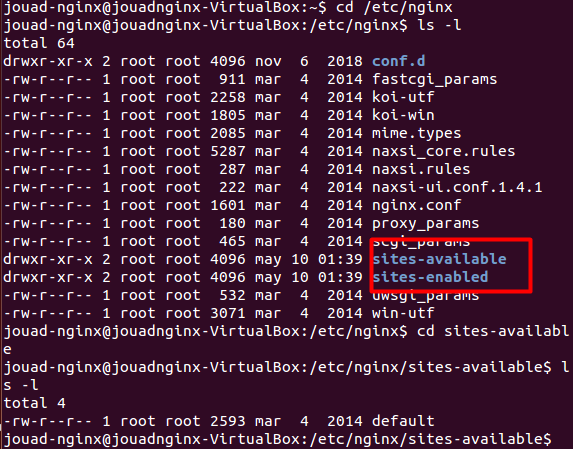 jouad-nginx@jouadnginx-VirtualBox:~$ cd /etc/nginx
jouad-nginx@jouadnginx-VirtualBox:/etc/nginx$ ls -l
total 64
drwxr-xr-x 2 root root 4096 nov  6  2018 conf.d
-rw-r--r-- 1 root root  911 mar  4  2014 fastcgi_params
-rw-r--r-- 1 root root 2258 mar  4  2014 koi-utf
-rw-r--r-- 1 root root 1805 mar  4  2014 koi-win
-rw-r--r-- 1 root root 2085 mar  4  2014 mime.types
-rw-r--r-- 1 root root 5287 mar  4  2014 naxsi_core.rules
-rw-r--r-- 1 root root  287 mar  4  2014 naxsi.rules
-rw-r--r-- 1 root root  222 mar  4  2014 naxsi-ui.conf.1.4.1
-rw-r--r-- 1 root root 1601 mar  4  2014 nginx.conf
-rw-r--r-- 1 root root  180 mar  4  2014 proxy_params
-rw-r--r-- 1 root root  465 mar  4  2014 scgi_params
drwxr-xr-x 2 root root 4096 may 10 01:39 sites-available
drwxr-xr-x 2 root root 4096 may 10 01:39 sites-enabled
-rw-r--r-- 1 root root  532 mar  4  2014 uwsgi_params
-rw-r--r-- 1 root root 3071 mar  4  2014 win-utf
jouad-nginx@jouadnginx-VirtualBox:/etc/nginx$ cd sites-availabl
e
jouad-nginx@jouadnginx-VirtualBox:/etc/nginx/sites-available$ l
s -l
total 4
-rw-r--r-- 1 root root 2593 mar  4  2014 default
jouad-nginx@jouadnginx-VirtualBox:/etc/nginx/sites-available$